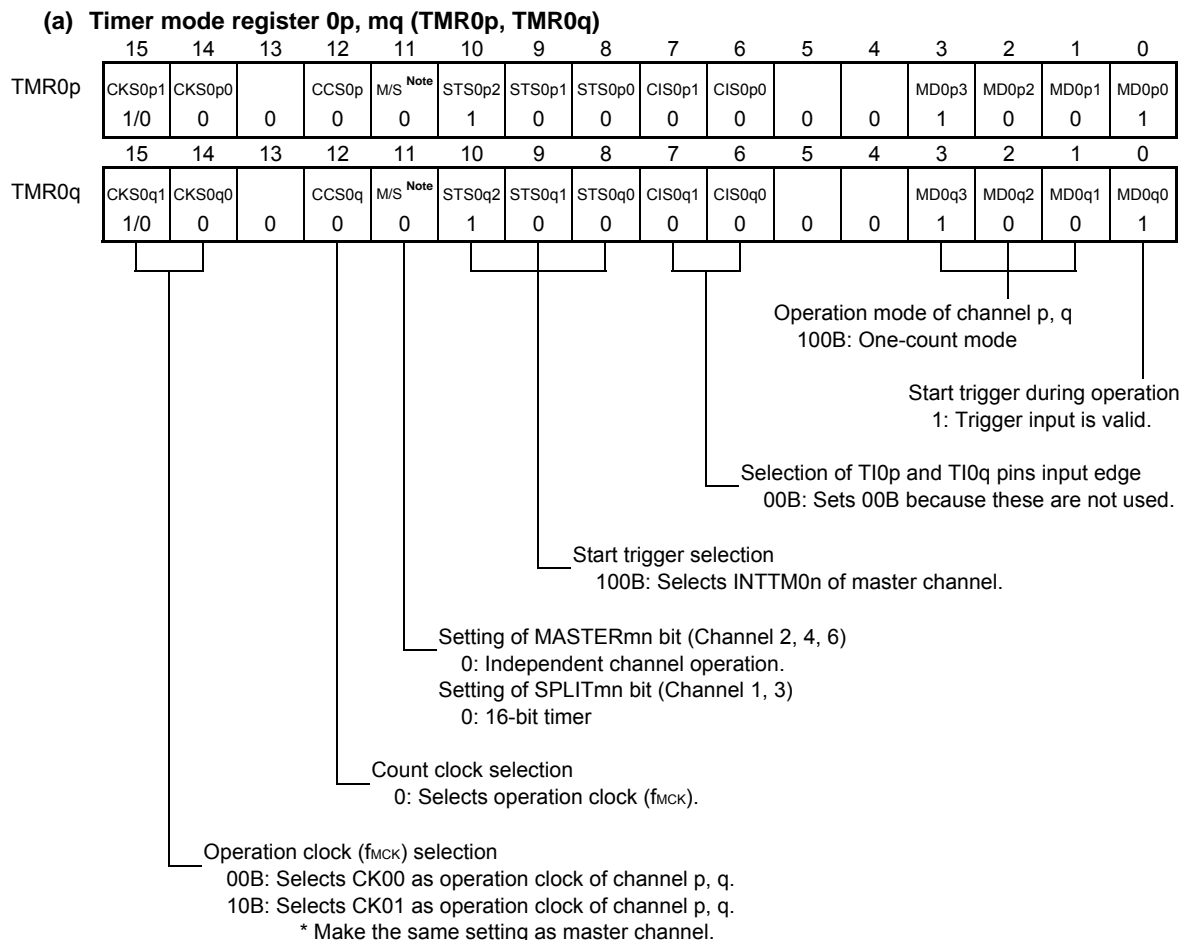 (a) Timer mode register 0p, mq (TMR0p, TMR0q)
15 14 13 12 11 10 9 8 7 6 5 4 3 2 1 0
TMR0p CKS0p1 CKS0p0 CCS0p M/S Note STS0p2 STS0p1 STS0p0 CIS0p1 CIS0p0 MD0p3 MD0p2 MD0p1 MD0p0
1/0 0 0 0 0 1 0 0 0 0 0 0 1 0 0 1
15 14 13 12 11 10 9 8 7 6 5 4 3 2 1 0
TMR0q CKS0q1 CKS0q0 CCS0q M/S Note STS0q2 STS0q1 STS0q0 CIS0q1 CIS0q0 MD0q3 MD0q2 MD0q1 MD0q0
1/0 0 0 0 0 1 0 0 0 0 0 0 1 0 0 1
Operation mode of channel p, q
100B: One-count mode
Start trigger during operation
1: Trigger input is valid.
Selection of TI0p and TI0q pins input edge
00B: Sets 00B because these are not used.
Start trigger selection
100B: Selects INTTM0n of master channel.
Setting of MASTERmn bit (Channel 2, 4, 6)
0: Independent channel operation.
Setting of SPLITmn bit (Channel 1, 3)
0: 16-bit timer
Count clock selection
0: Selects operation clock (fMCK).
Operation clock (fMCK) selection
00B: Selects CK00 as operation clock of channel p, q.
10B: Selects CK01 as operation clock of channel p, q.
* Make the same setting as master channel.